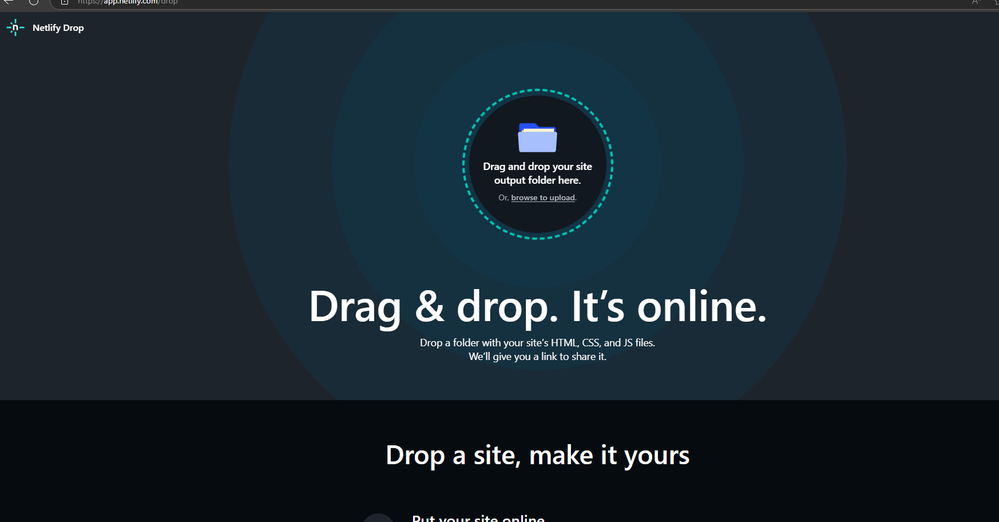 https://app.netlify.com/drop
Netlify Drop
Drag and drop your site
output folder here.
Or, browse to upload.
Drag & drop. It’s online.
Drop a folder with your site’s HTML, CSS, and JS files.
We’ll give you a link to share it.
Drop a site, make it yours
Put your site online